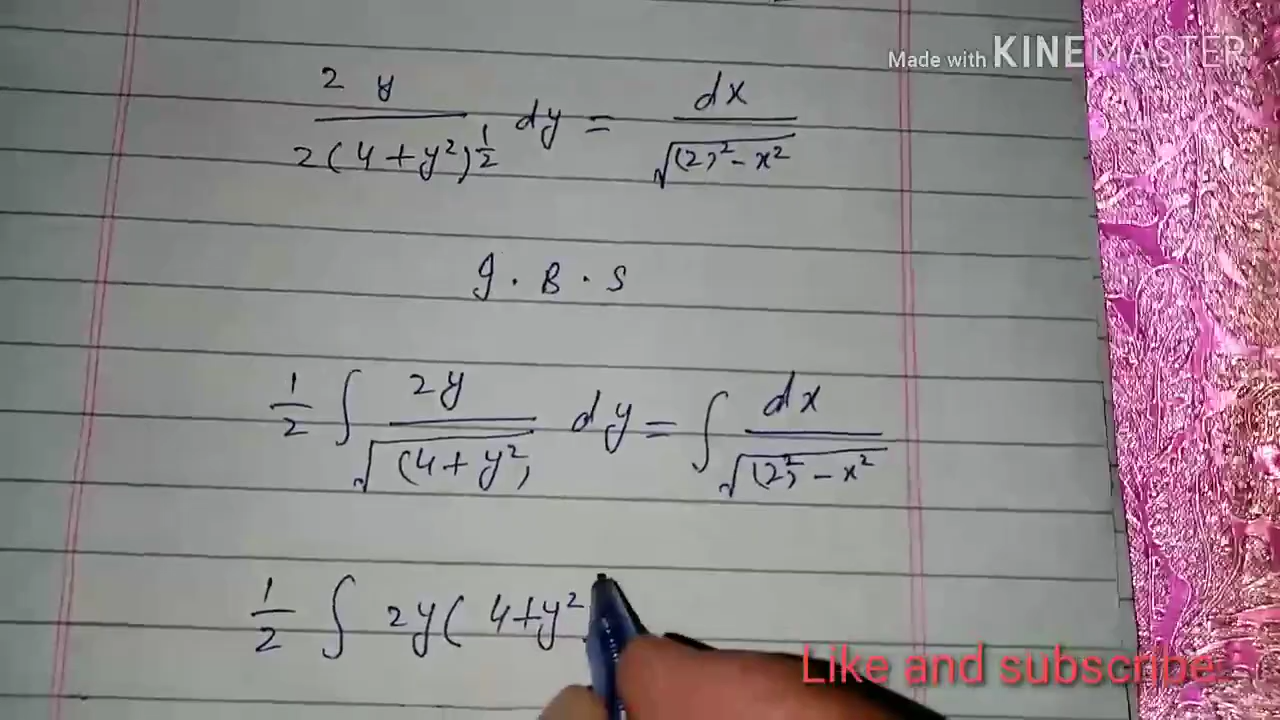 Made with KINEMASTER
2 y / 2(4+y²)^{1/2} dy = dx / √((2)²-x²)
g . B . S
1/2 ∫ 2y / √(4+y²) dy = ∫ dx / √((2)²-x²)
1/2 ∫ 2y( 4+y²
Like and subscribe